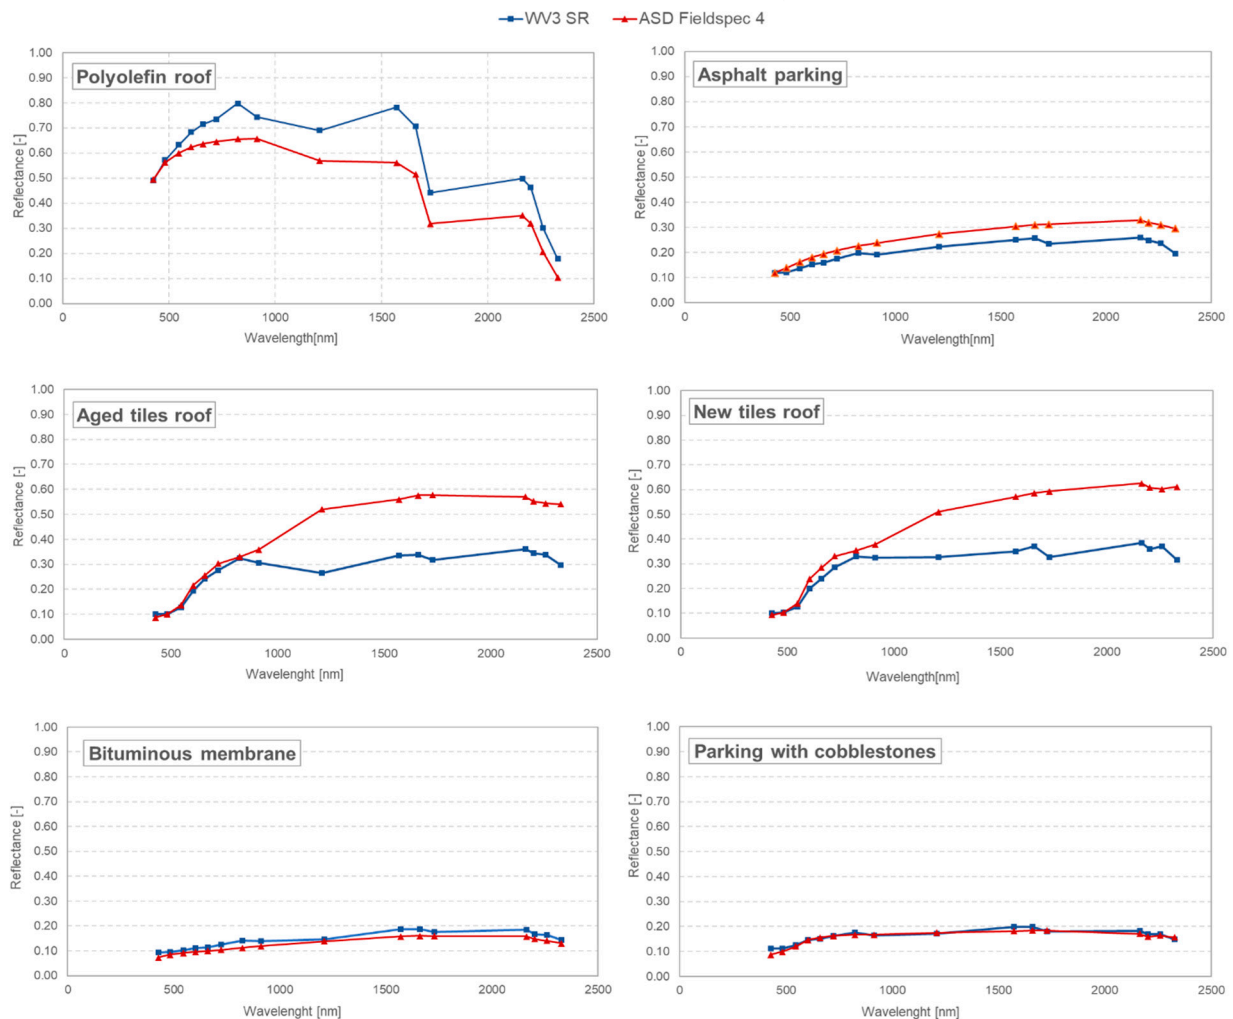 WV3 SR ASD Fieldspec 4
Polyolefin roof
Reflectance [-]
1.00
0.90
0.80
0.70
0.60
0.50
0.40
0.30
0.20
0.10
0.00
0 500 1000 1500 2000 2500
Wavelength[nm]
Asphalt parking
Reflectance [-]
1.00
0.90
0.80
0.70
0.60
0.50
0.40
0.30
0.20
0.10
0.00
0 500 1000 1500 2000 2500
Wavelength[nm]
Aged tiles roof
Reflectance [-]
1.00
0.90
0.80
0.70
0.60
0.50
0.40
0.30
0.20
0.10
0.00
0 500 1000 1500 2000 2500
Wavelenght [nm]
New tiles roof
Reflectance [-]
1.00
0.90
0.80
0.70
0.60
0.50
0.40
0.30
0.20
0.10
0.00
0 500 1000 1500 2000 2500
Wavelength[nm]
Bituminous membrane
Reflectance [-]
1.00
0.90
0.80
0.70
0.60
0.50
0.40
0.30
0.20
0.10
0.00
0 500 1000 1500 2000 2500
Wavelenght [nm]
Parking with cobblestones
Reflectance [-]
1.00
0.90
0.80
0.70
0.60
0.50
0.40
0.30
0.20
0.10
0.00
0 500 1000 1500 2000 2500
Wavelenght [nm]